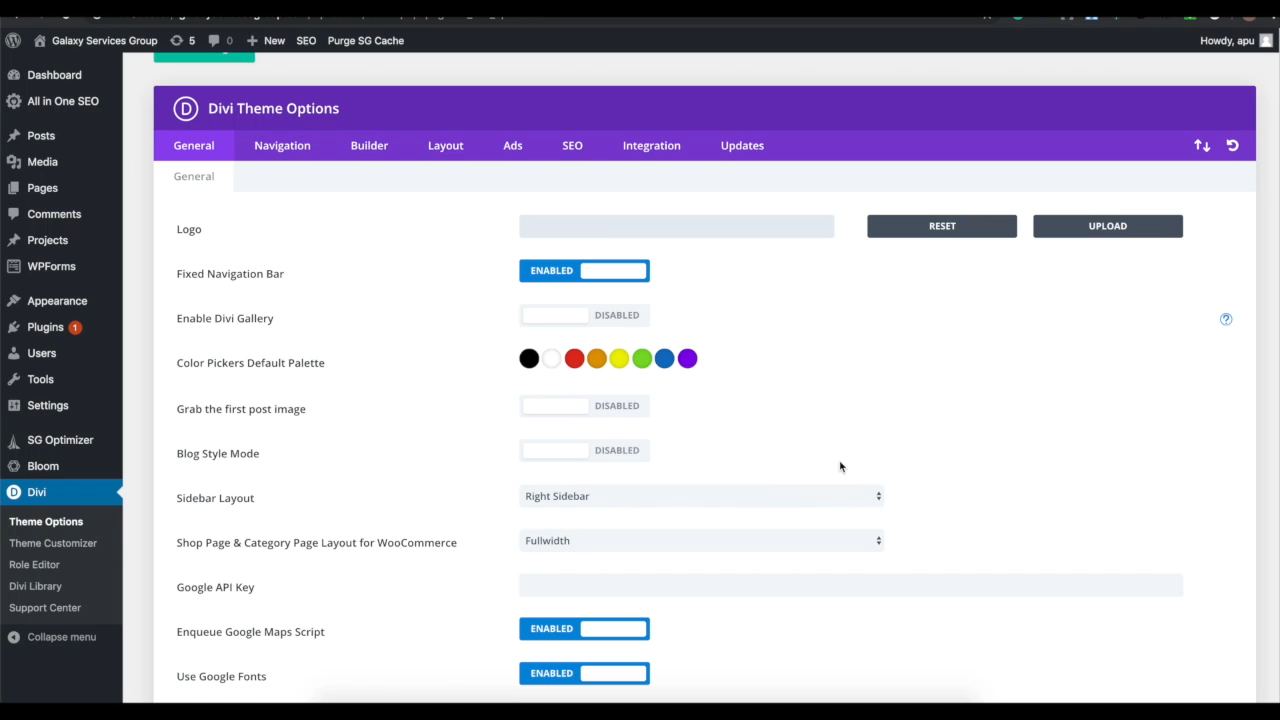 Galaxy Services Group 5 0 New SEO Purge SG Cache Howdy, apu
Dashboard
All in One SEO
Posts
Media
Pages
Comments
Projects
WPForms
Appearance
Plugins 1
Users
Tools
Settings
SG Optimizer
Bloom
Divi
Theme Options
Theme Customizer
Role Editor
Divi Library
Support Center
Collapse menu
D Divi Theme Options
General Navigation Builder Layout Ads SEO Integration Updates
General
Logo RESET UPLOAD
Fixed Navigation Bar ENABLED
Enable Divi Gallery DISABLED ?
Color Pickers Default Palette
Grab the first post image DISABLED
Blog Style Mode DISABLED
Sidebar Layout Right Sidebar
Shop Page & Category Page Layout for WooCommerce Fullwidth
Google API Key
Enqueue Google Maps Script ENABLED
Use Google Fonts ENABLED